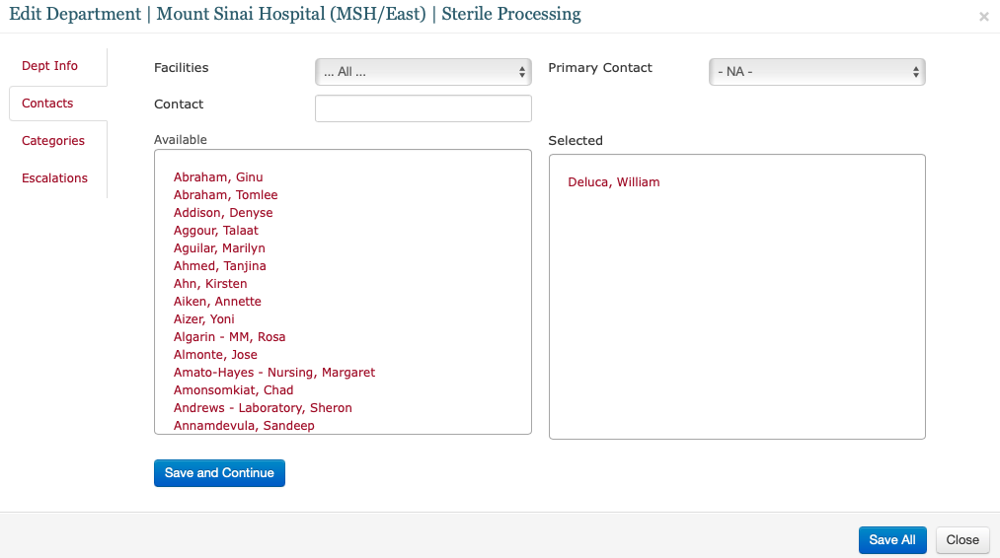 Edit Department | Mount Sinai Hospital (MSH/East) | Sterile Processing
×
Dept Info
Contacts
Categories
Escalations
Facilities
... All ...
Primary Contact
- NA -
Contact
Available
Abraham, Ginu
Abraham, Tomlee
Addison, Denyse
Aggour, Talaat
Aguilar, Marilyn
Ahmed, Tanjina
Ahn, Kirsten
Aiken, Annette
Aizer, Yoni
Algarin - MM, Rosa
Almonte, Jose
Amato-Hayes - Nursing, Margaret
Amonsomkiat, Chad
Andrews - Laboratory, Sheron
Annamdevula, Sandeep
Selected
Deluca, William
Save and Continue
Save All
Close